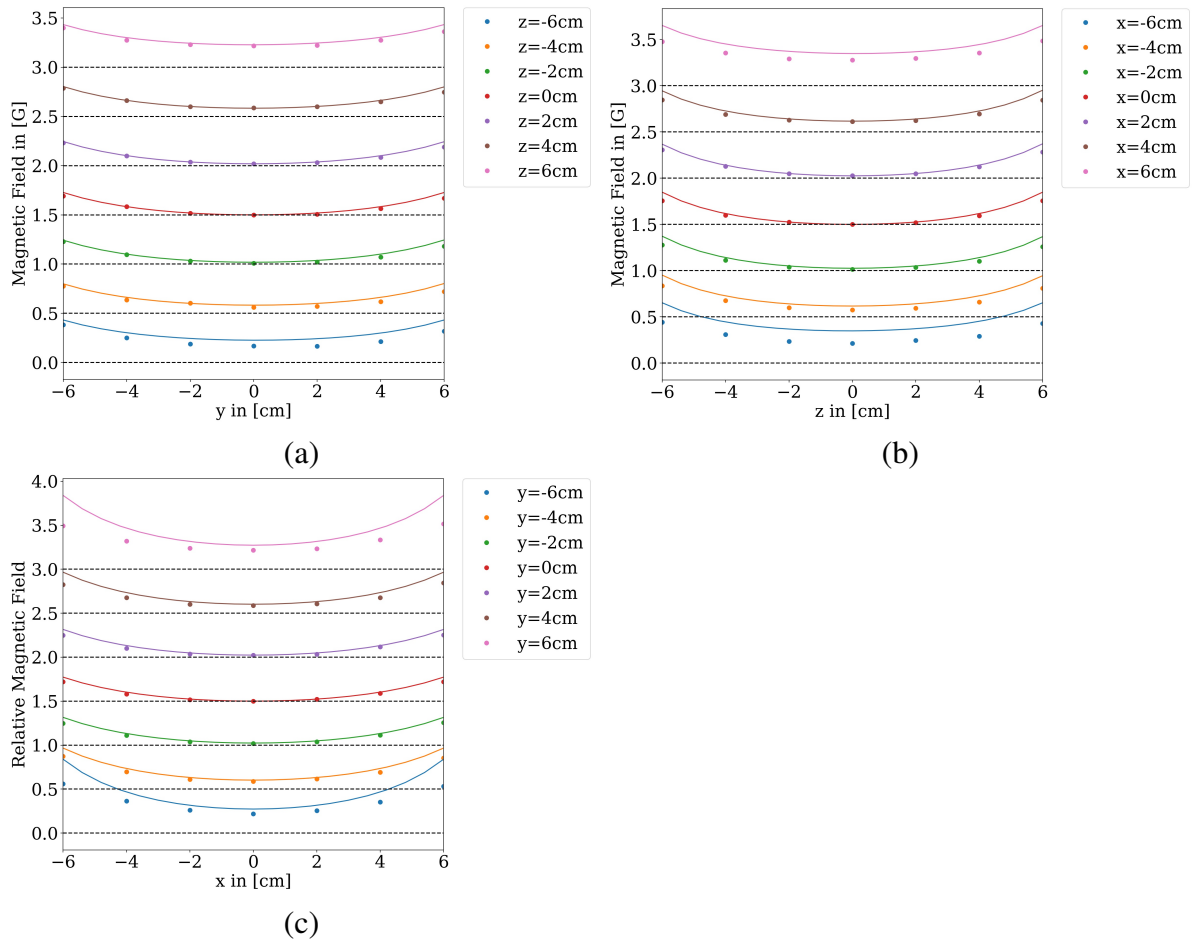 Magnetic Field in [G]
3.5
3.0
2.5
2.0
1.5
1.0
0.5
0.0
−6 −4 −2 0 2 4 6
y in [cm]
z=-6cm
z=-4cm
z=-2cm
z=0cm
z=2cm
z=4cm
z=6cm
(a)
Magnetic Field in [G]
3.5
3.0
2.5
2.0
1.5
1.0
0.5
0.0
−6 −4 −2 0 2 4 6
z in [cm]
x=-6cm
x=-4cm
x=-2cm
x=0cm
x=2cm
x=4cm
x=6cm
(b)
Relative Magnetic Field
4.0
3.5
3.0
2.5
2.0
1.5
1.0
0.5
0.0
−6 −4 −2 0 2 4 6
x in [cm]
y=-6cm
y=-4cm
y=-2cm
y=0cm
y=2cm
y=4cm
y=6cm
(c)